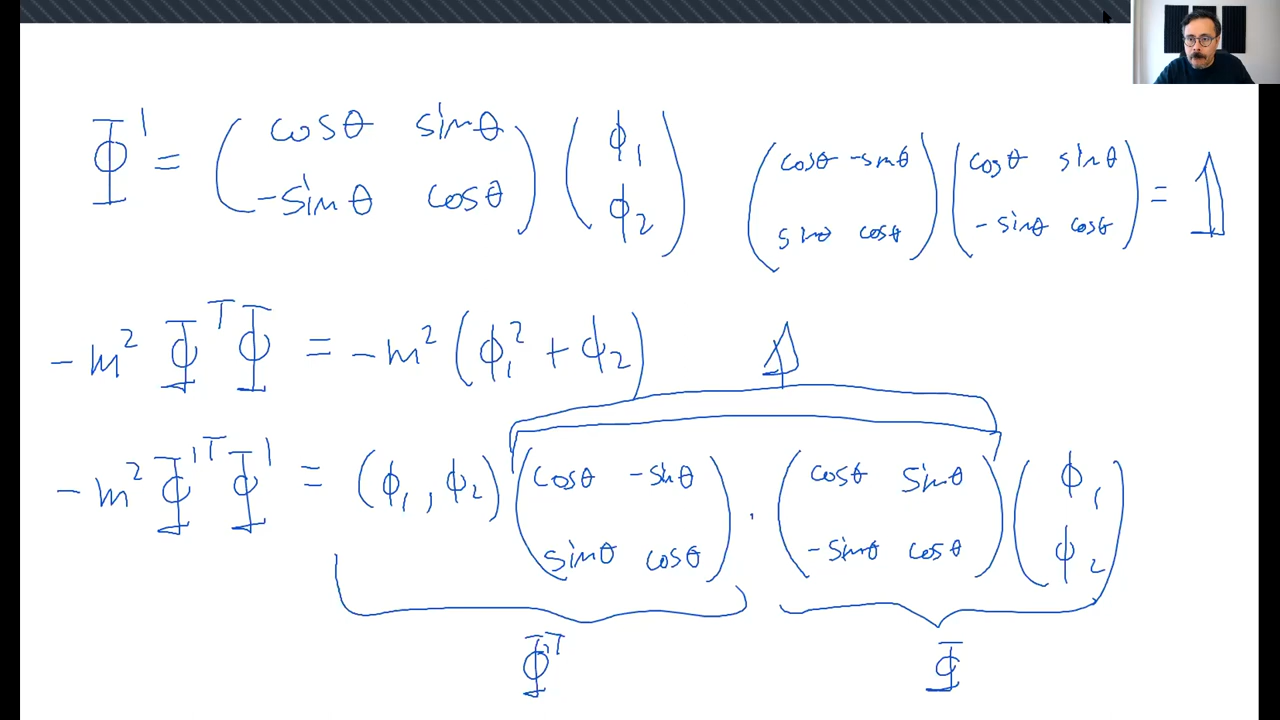 Φ' = ( cosθ sinθ ) ( ϕ₁ ) ( cosθ -sinθ ) ( cosθ sinθ ) = 𝟙
( -sinθ cosθ ) ( ϕ₂ ) ( sinθ cosθ ) ( -sinθ cosθ )
-m² Φᵀ Φ = -m² ( ϕ₁² + ϕ₂ )
𝟙
-m² Φ'ᵀ Φ' = (ϕ₁, ϕ₂) ( cosθ -sinθ ) · ( cosθ sinθ ) ( ϕ₁ )
( sinθ cosθ ) ( -sinθ cosθ ) ( ϕ₂ )
Φ'ᵀ Φ